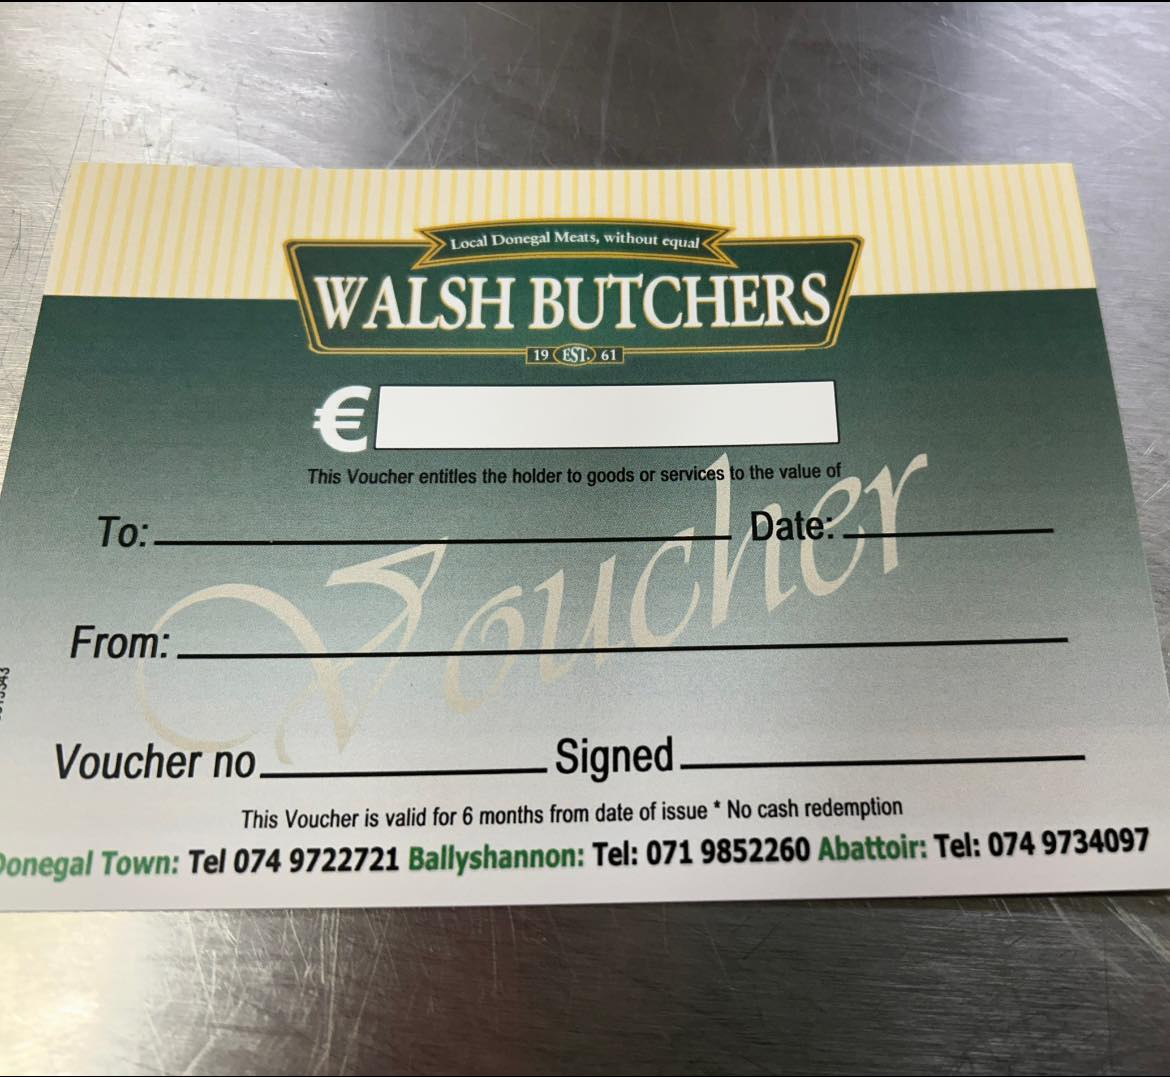 Local Donegal Meats, without equal
WALSH BUTCHERS
19 EST. 61
€
This Voucher entitles the holder to goods or services to the value of
Voucher
To: Date:
From:
Voucher no Signed
This Voucher is valid for 6 months from date of issue * No cash redemption
Donegal Town: Tel 074 9722721 Ballyshannon: Tel: 071 9852260 Abattoir: Tel: 074 9734097